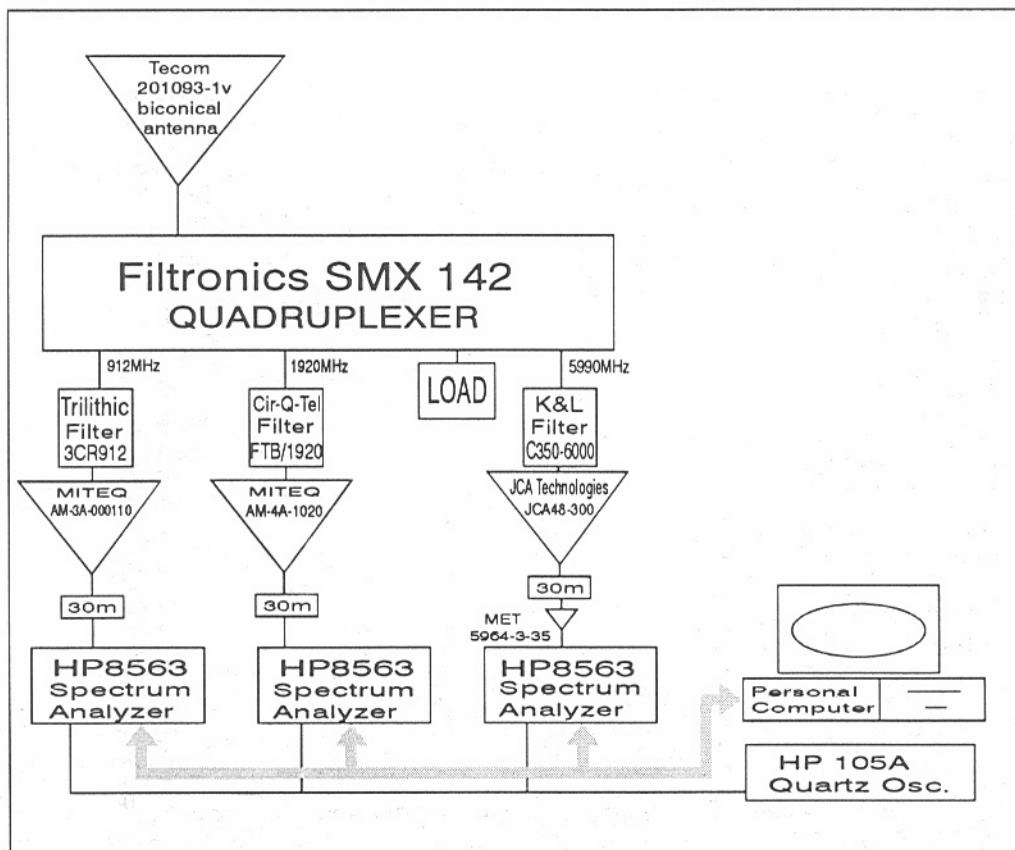 Tecom
201093-1v
biconical
antenna
Filtronics SMX 142
QUADRUPLEXER
912MHz
1920MHz
5990MHz
Trilithic
Filter
3CR912
Cir-Q-Tel
Filter
FTB/1920
LOAD
K&L
Filter
C350-6000
MITEQ
AM-3A-000110
MITEQ
AM-4A-1020
JCA Technologies
JCA48-300
30m
30m
30m
MET
5964-3-35
HP8563
Spectrum
Analyzer
HP8563
Spectrum
Analyzer
HP8563
Spectrum
Analyzer
Personal
Computer
HP 105A
Quartz Osc.